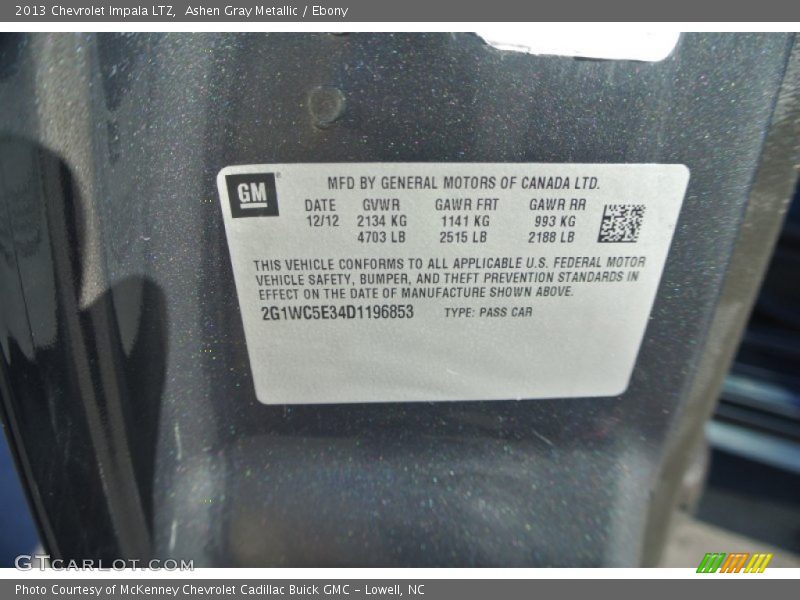 2013 Chevrolet Impala LTZ, Ashen Gray Metallic / Ebony
GM
MFD BY GENERAL MOTORS OF CANADA LTD.
DATE GVWR GAWR FRT GAWR RR
12/12 2134 KG 1141 KG 993 KG
4703 LB 2515 LB 2188 LB
THIS VEHICLE CONFORMS TO ALL APPLICABLE U.S. FEDERAL MOTOR
VEHICLE SAFETY, BUMPER, AND THEFT PREVENTION STANDARDS IN
EFFECT ON THE DATE OF MANUFACTURE SHOWN ABOVE.
2G1WC5E34D1196853 TYPE: PASS CAR
GTCARLOT.COM
Photo Courtesy of McKenney Chevrolet Cadillac Buick GMC - Lowell, NC